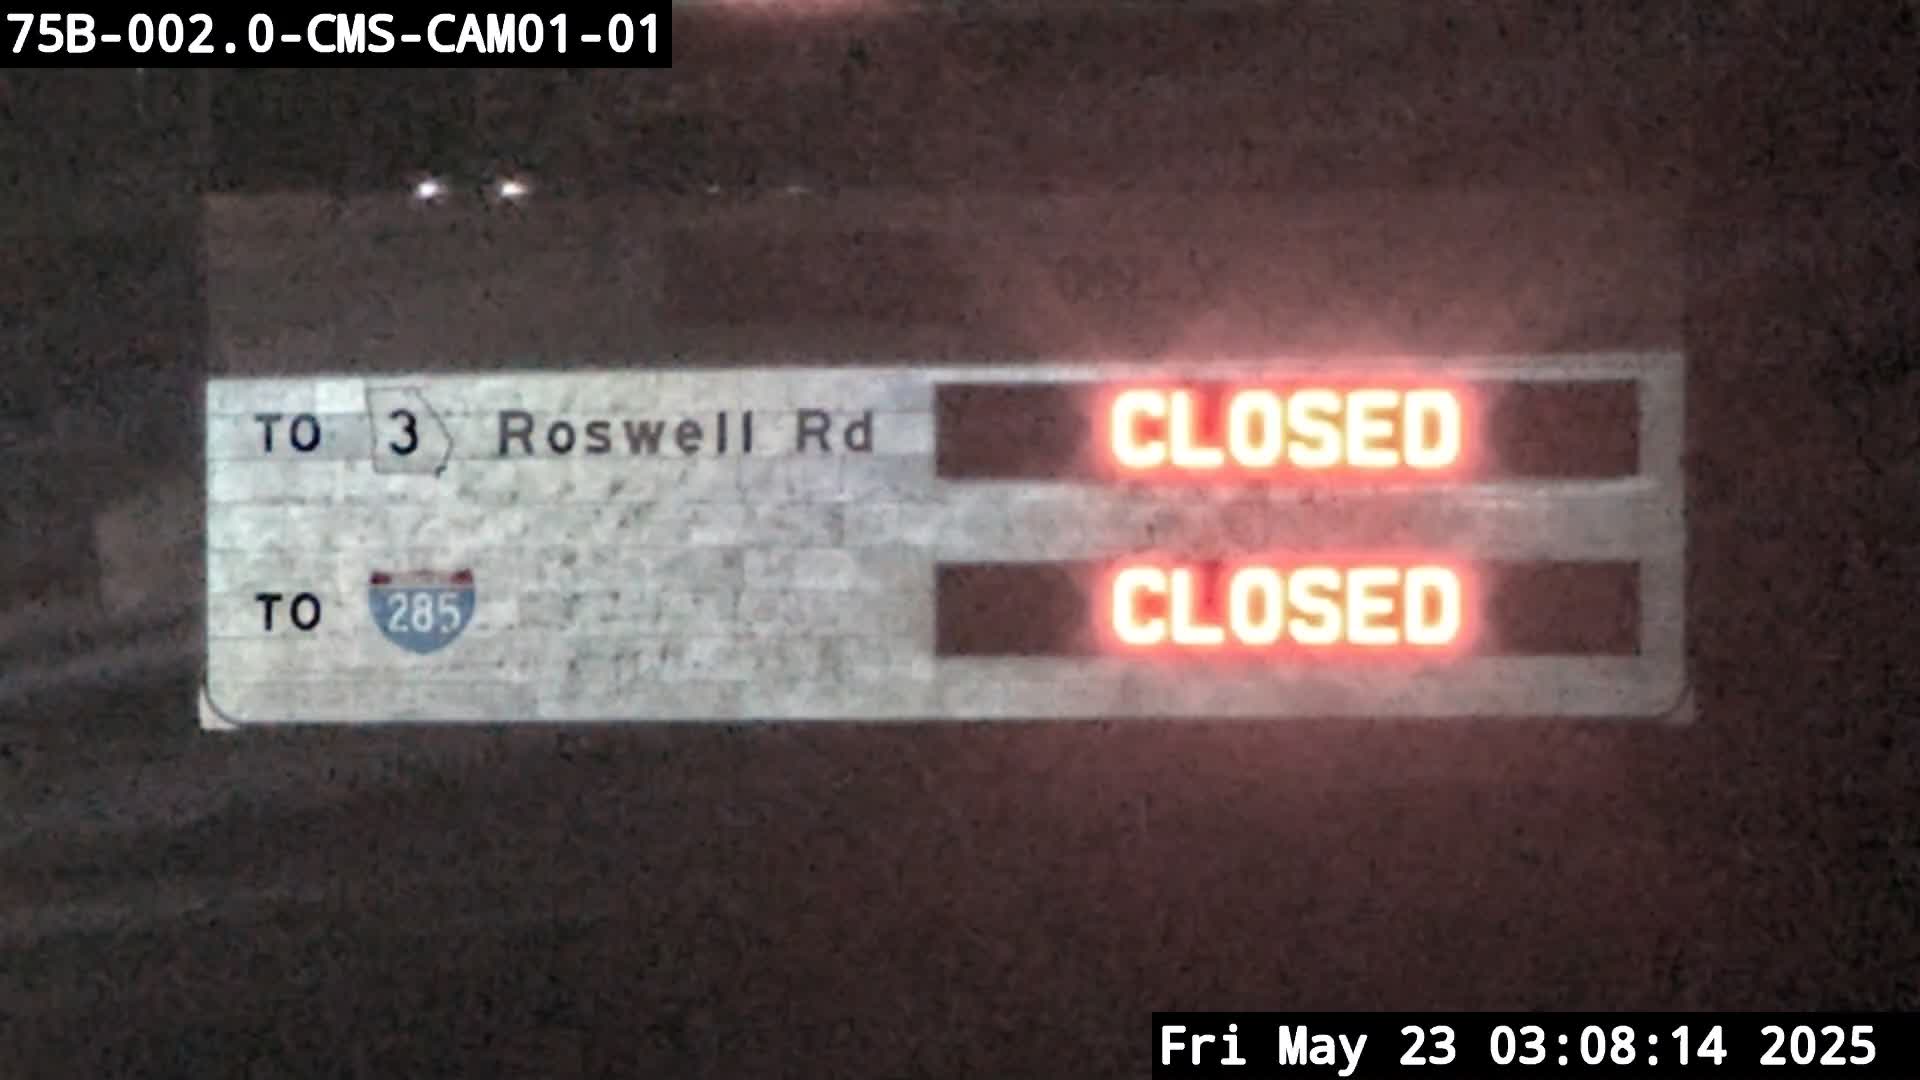 75B-002.0-CMS-CAM01-01
TO 3 Roswell Rd CLOSED
TO 285 CLOSED
Fri May 23 03:08:14 2025